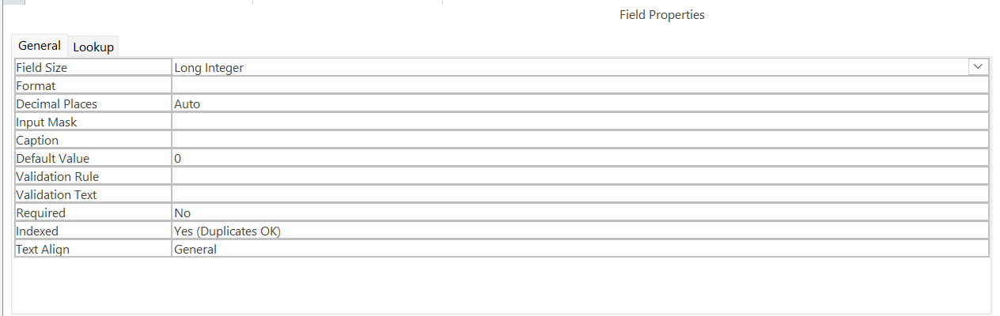 Field Properties
General Lookup
Field Size Long Integer
Format
Decimal Places Auto
Input Mask
Caption
Default Value 0
Validation Rule
Validation Text
Required No
Indexed Yes (Duplicates OK)
Text Align General